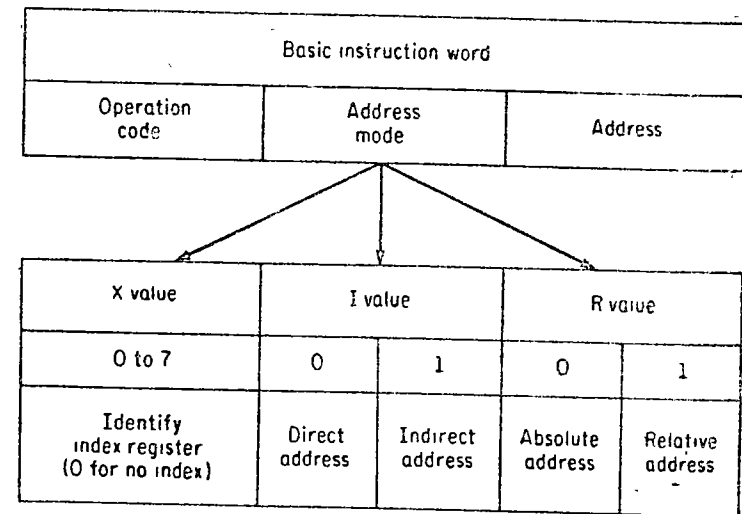 Basic instruction word
Operation code
Address mode
Address
X value
I value
R value
0 to 7
0
1
0
1
Identify index register (0 for no index)
Direct address
Indirect address
Absolute address
Relative address